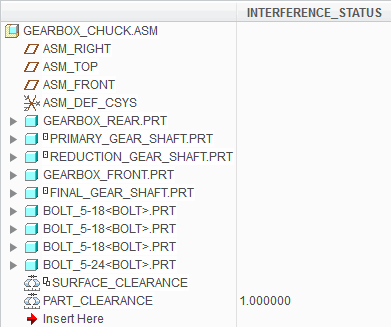 INTERFERENCE_STATUS
GEARBOX_CHUCK.ASM
ASM_RIGHT
ASM_TOP
ASM_FRONT
ASM_DEF_CSYS
GEARBOX_REAR.PRT
PRIMARY_GEAR_SHAFT.PRT
REDUCTION_GEAR_SHAFT.PRT
GEARBOX_FRONT.PRT
FINAL_GEAR_SHAFT.PRT
BOLT_5-18<BOLT>.PRT
BOLT_5-18<BOLT>.PRT
BOLT_5-18<BOLT>.PRT
BOLT_5-24<BOLT>.PRT
SURFACE_CLEARANCE
PART_CLEARANCE 1.000000
Insert Here